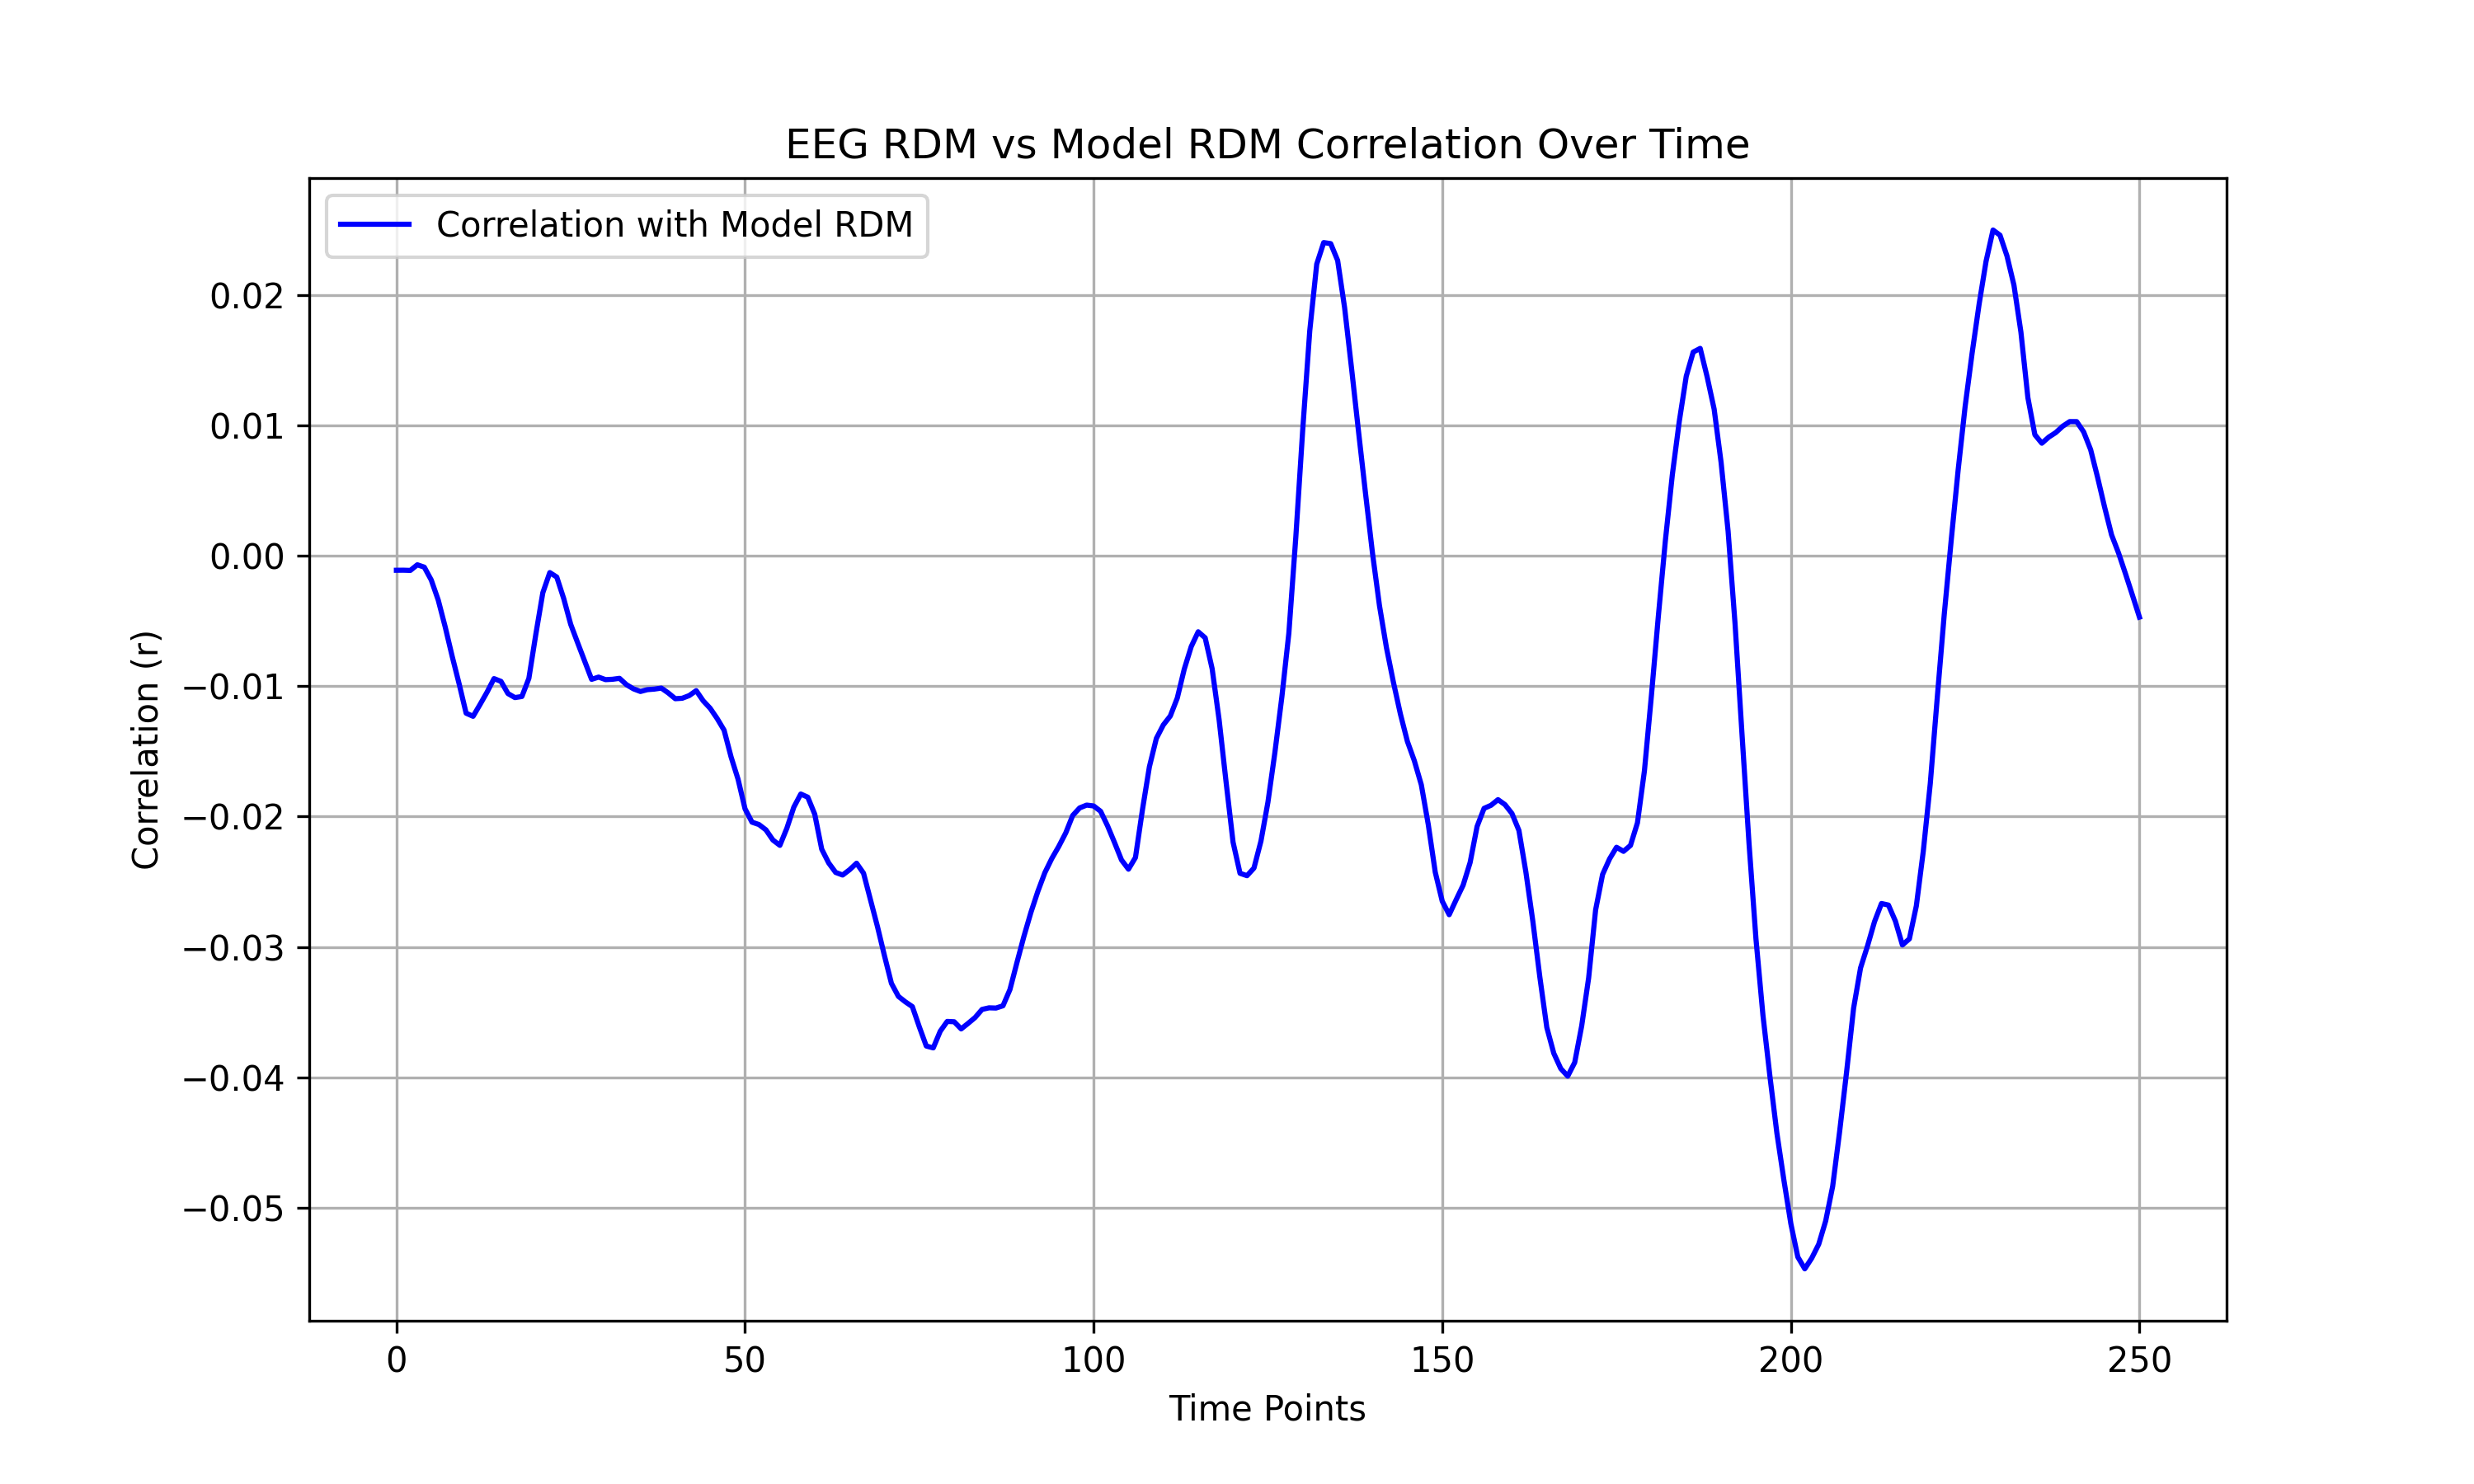 EEG RDM vs Model RDM Correlation Over Time
Correlation with Model RDM
0.02
0.01
0.00
−0.01
−0.02
−0.03
−0.04
−0.05
Correlation (r)
0 50 100 150 200 250
Time Points